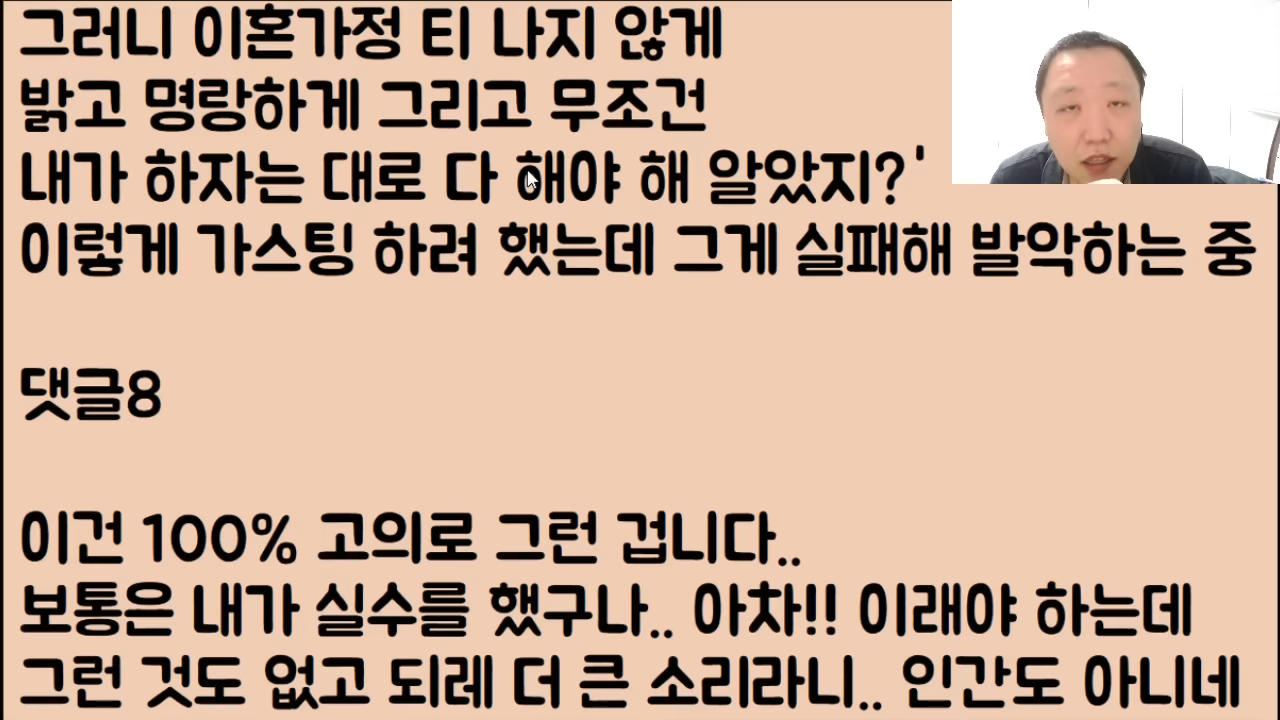 그러니 이혼가정 티 나지 않게
밝고 명랑하게 그리고 무조건
내가 하자는 대로 다 해야 해 알았지?'
이렇게 가스팅 하려 했는데 그게 실패해 발악하는 중
댓글8
이건 100% 고의로 그런 겁니다..
보통은 내가 실수를 했구나.. 아차!! 이래야 하는데
그런 것도 없고 되레 더 큰 소리라니.. 인간도 아니네